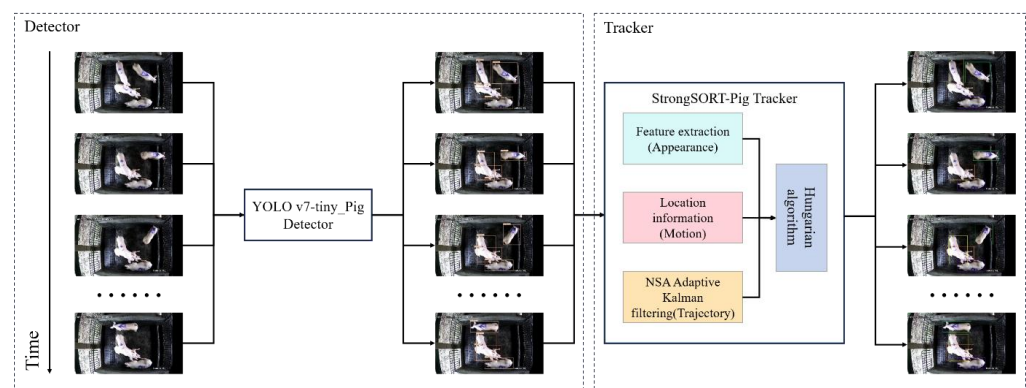 Detector
Tracker
StrongSORT-Pig Tracker
Feature extraction
(Appearance)
YOLO v7-tiny_Pig
Detector
Location
information
(Motion)
Hungarian
algorithm
NSA Adaptive
Kalman
filtering(Trajectory)
Time